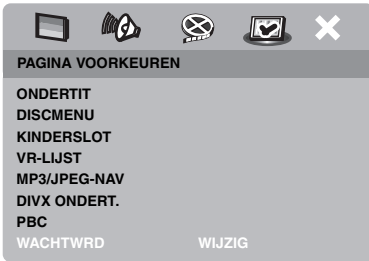 PAGINA VOORKEUREN
ONDERTIT
DISCMENU
KINDERSLOT
VR-LIJST
MP3/JPEG-NAV
DIVX ONDERT.
PBC
WACHTWRD WIJZIG